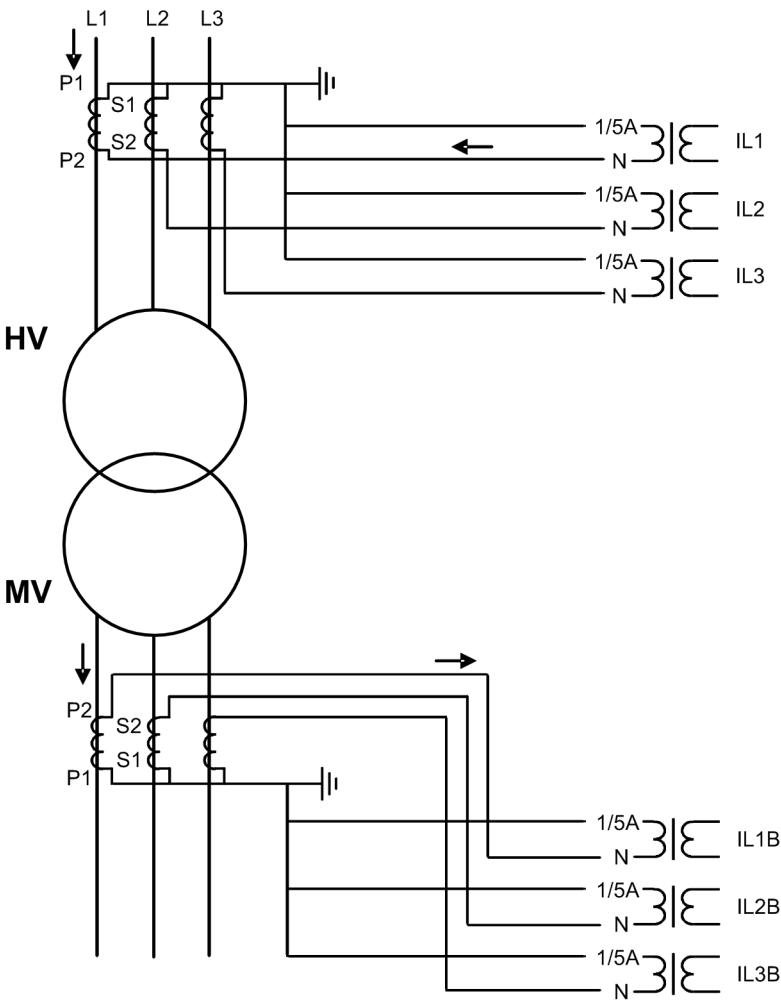 L1 L2 L3
P1
S1
S2
P2
1/5A
IL1
N
1/5A
IL2
N
1/5A
IL3
N
HV
MV
P2
S2
S1
P1
1/5A
IL1B
N
1/5A
IL2B
N
1/5A
IL3B
N